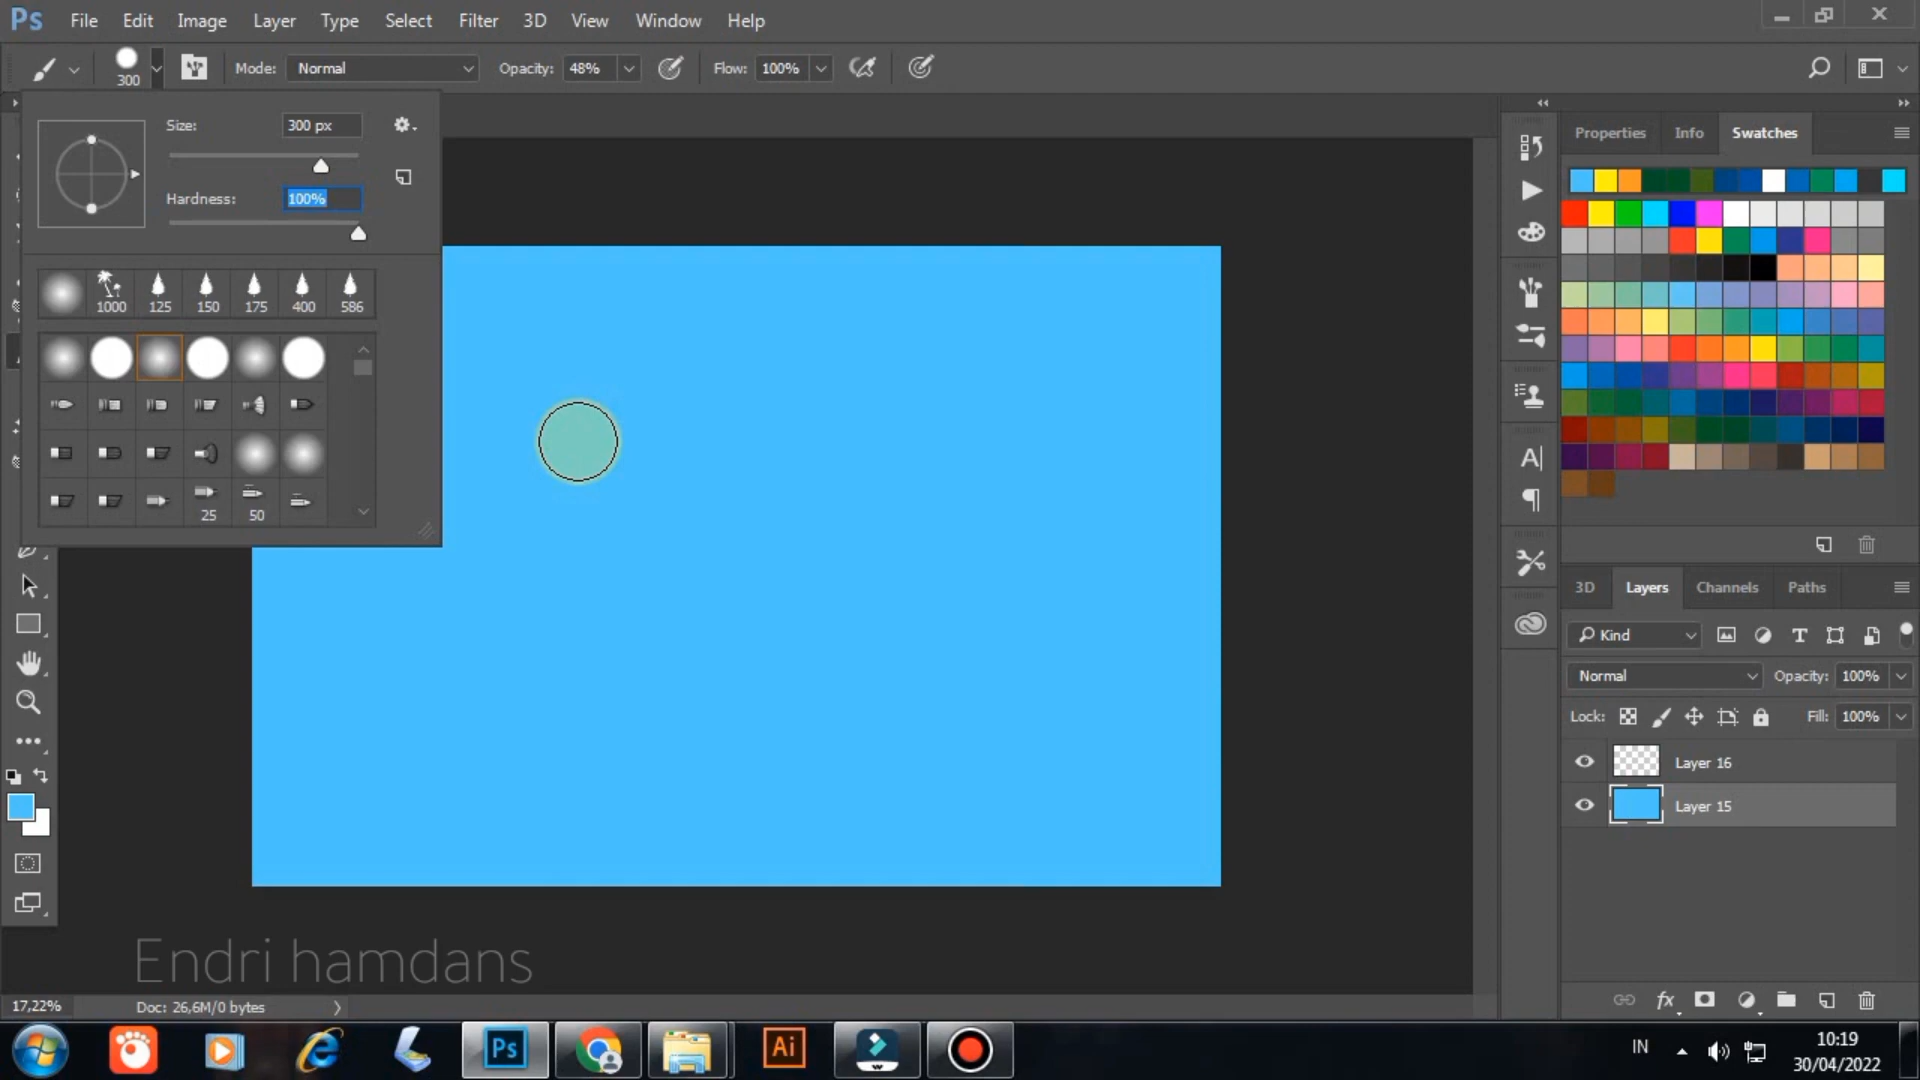 Ps File Edit Image Layer Type Select Filter 3D View Window Help
300 Mode: Normal Opacity: 48% Flow: 100%
Size: 300 px
Hardness: 100%
1000 125 150 175 400 586
25 50
Properties Info Swatches
3D Layers Channels Paths
Kind
Normal Opacity: 100%
Lock: Fill: 100%
Layer 16
Layer 15
Endri hamdans
17,22% Doc: 26,6M/0 bytes
Ps Ai IN 10:19
30/04/2022